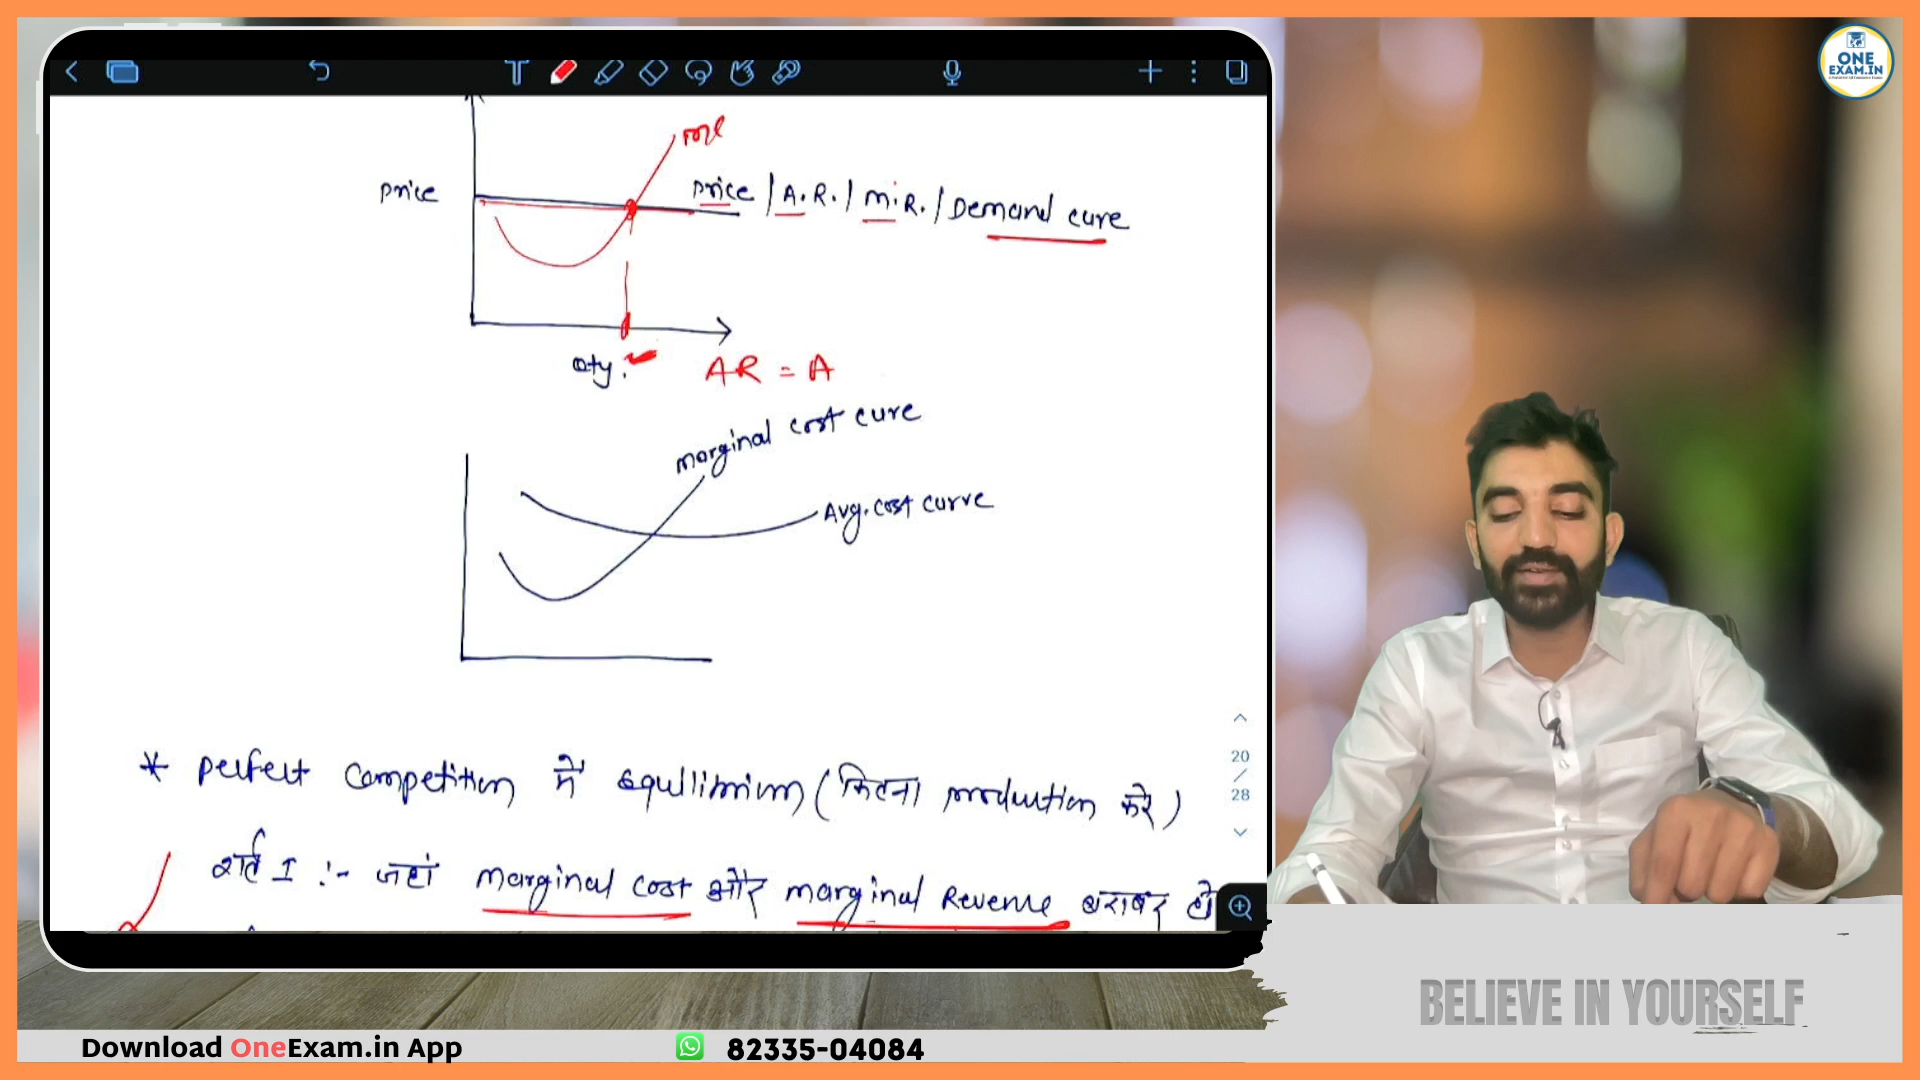 ONE
EXAM.IN
mc
price
price / A.R. / M.R. / Demand cure
Qty.
AR = A
marginal cost cure
Avg. cost curve
* perfect competition में (कितना production करे)
शर्त I :- जहां marginal cost और marginal Revenue बराबर हो
20
/
28
BELIEVE IN YOURSELF
Download OneExam.in App
82335-04084